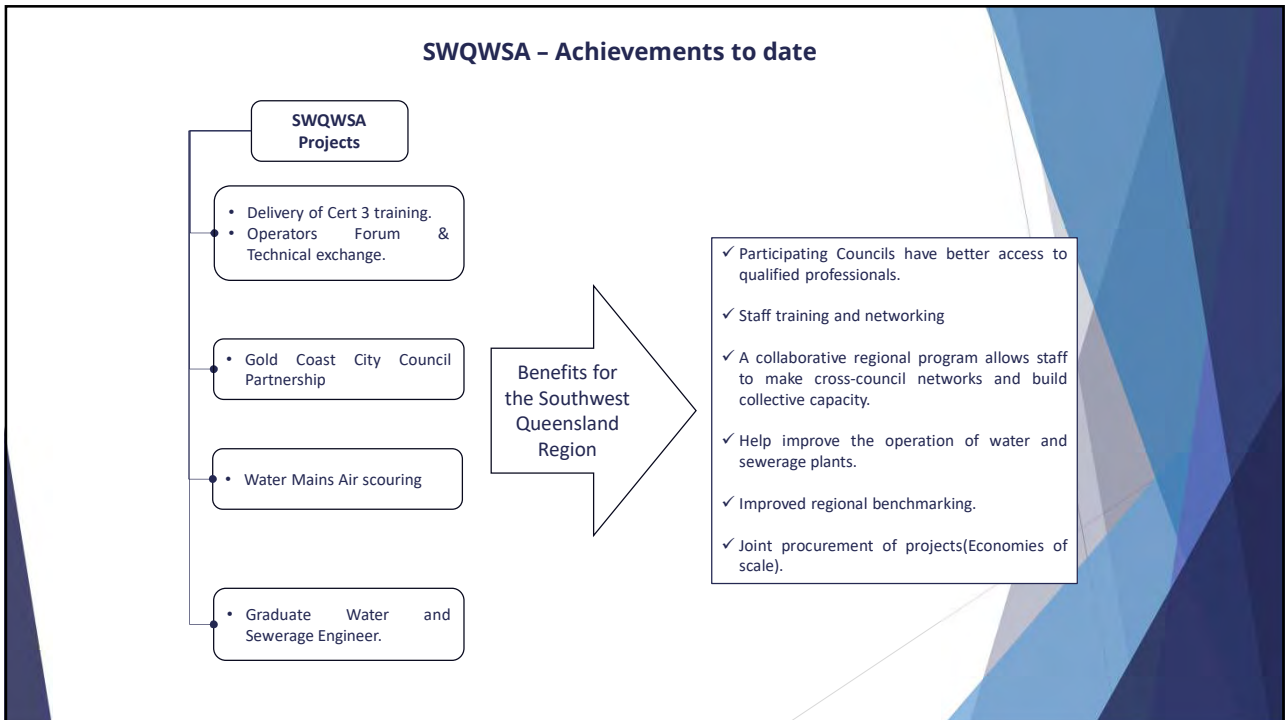 SWQWSA – Achievements to date
SWQWSA
Projects
• Delivery of Cert 3 training.
• Operators Forum &
Technical exchange.
• Gold Coast City Council
Partnership
• Water Mains Air scouring
• Graduate Water and
Sewerage Engineer.
Benefits for
the Southwest
Queensland
Region
✓ Participating Councils have better access to
qualified professionals.
✓ Staff training and networking
✓ A collaborative regional program allows staff
to make cross-council networks and build
collective capacity.
✓ Help improve the operation of water and
sewerage plants.
✓ Improved regional benchmarking.
✓ Joint procurement of projects(Economies of
scale).